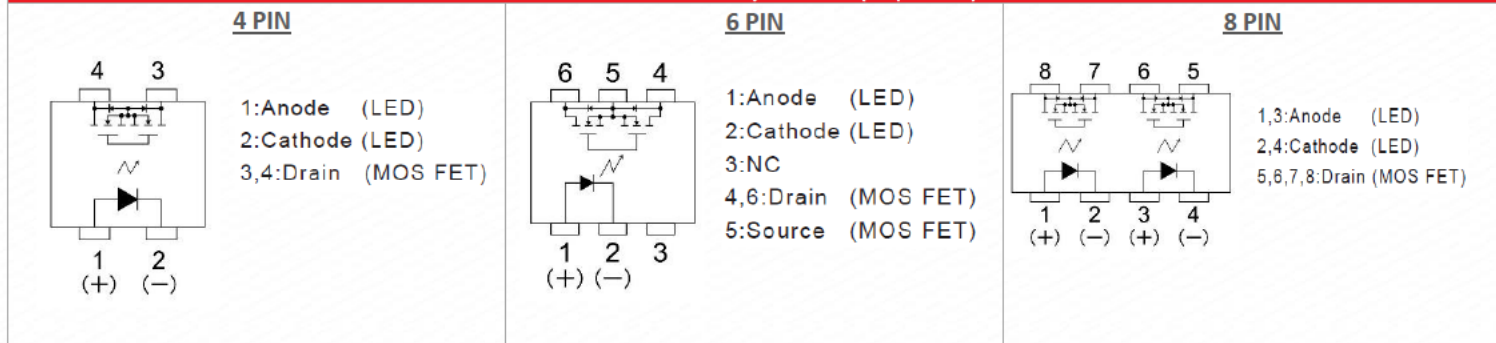 4 PIN
4 3
1:Anode (LED)
2:Cathode (LED)
3,4:Drain (MOS FET)
1 2
(+) (−)
6 PIN
6 5 4
1:Anode (LED)
2:Cathode (LED)
3:NC
4,6:Drain (MOS FET)
5:Source (MOS FET)
1 2 3
(+) (−)
8 PIN
8 7 6 5
1,3:Anode (LED)
2,4:Cathode (LED)
5,6,7,8:Drain (MOS FET)
1 2 3 4
(+) (−) (+) (−)